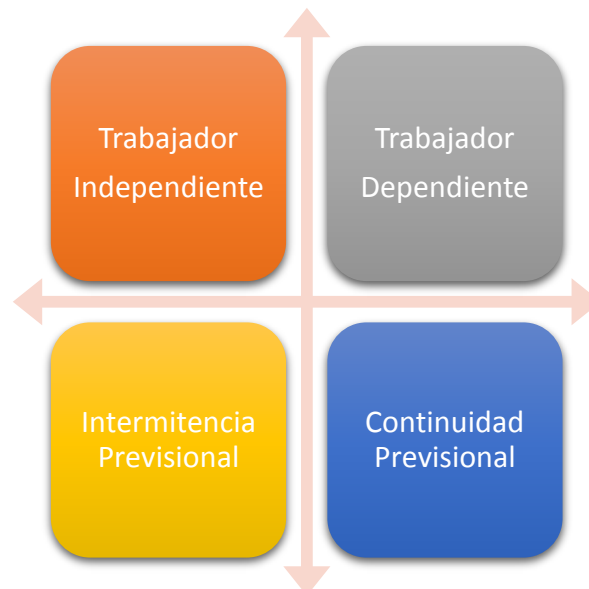 Trabajador
Independiente
Trabajador
Dependiente
Intermitencia
Previsional
Continuidad
Previsional